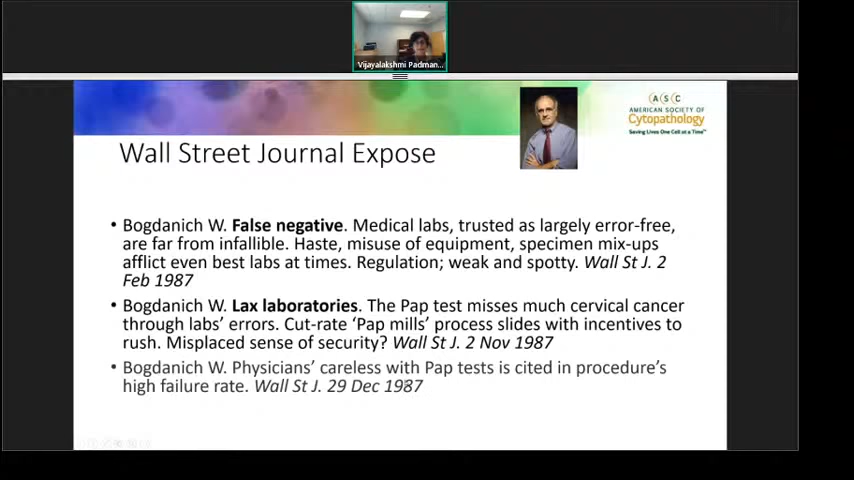 Vijayalakshmi Padman...
A S C
AMERICAN SOCIETY OF
Cytopathology
Saving Lives One Cell at a Time™
Wall Street Journal Expose
• Bogdanich W. False negative. Medical labs, trusted as largely error-free,
are far from infallible. Haste, misuse of equipment, specimen mix-ups
afflict even best labs at times. Regulation; weak and spotty. Wall St J. 2
Feb 1987
• Bogdanich W. Lax laboratories. The Pap test misses much cervical cancer
through labs’ errors. Cut-rate ‘Pap mills’ process slides with incentives to
rush. Misplaced sense of security? Wall St J. 2 Nov 1987
• Bogdanich W. Physicians’ careless with Pap tests is cited in procedure’s
high failure rate. Wall St J. 29 Dec 1987